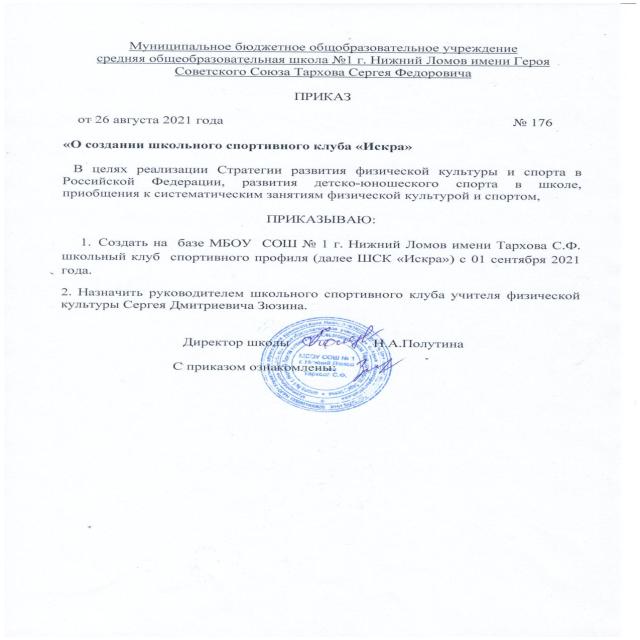 Муниципальное бюджетное общобразовательное учреждение
средняя общеобразовательная школа №1 г. Нижний Ломов имени Героя
Советского Союза Тархова Сергея Федоровича
ПРИКАЗ
от 26 августа 2021 года № 176
«О создании школьного спортивного клуба «Искра»
В целях реализации Стратегии развития физической культуры и спорта в
Российской Федерации, развития детско-юношеского спорта в школе,
приобщения к систематическим занятиям физической культурой и спортом,
ПРИКАЗЫВАЮ:
1. Создать на базе МБОУ СОШ № 1 г. Нижний Ломов имени Тархова С.Ф.
школьный клуб спортивного профиля (далее ШСК «Искра») с 01 сентября 2021
года.
2. Назначить руководителем школьного спортивного клуба учителя физической
культуры Сергея Дмитриевича Зюзина.
Директор школы Н.А.Полутина
С приказом ознакомлены:
МБОУ СОШ № 1
г. Нижний Ломов
Тархова С.Ф.